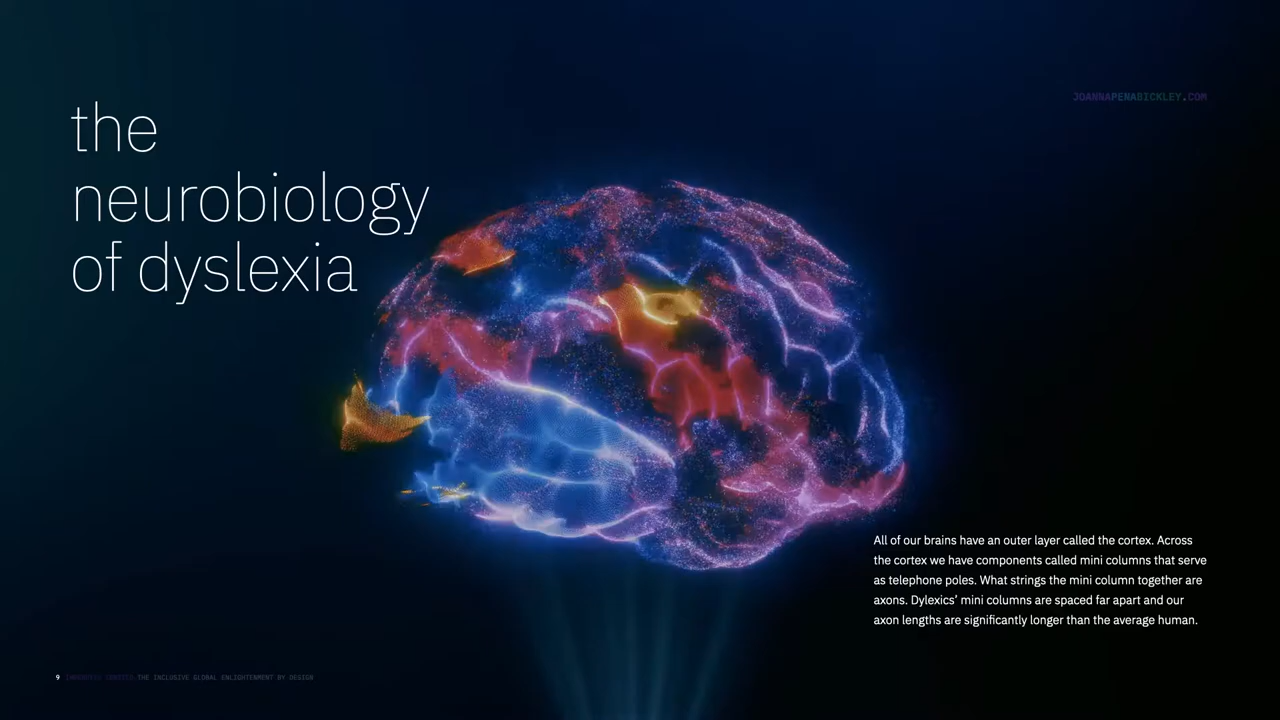 the
neurobiology
of dyslexia
JOANNAPENABICKLEY.COM
All of our brains have an outer layer called the cortex. Across
the cortex we have components called mini columns that serve
as telephone poles. What strings the mini column together are
axons. Dylexics’ mini columns are spaced far apart and our
axon lengths are significantly longer than the average human.
9 THE INCLUSIVE GLOBAL ENLIGHTENMENT BY DESIGN